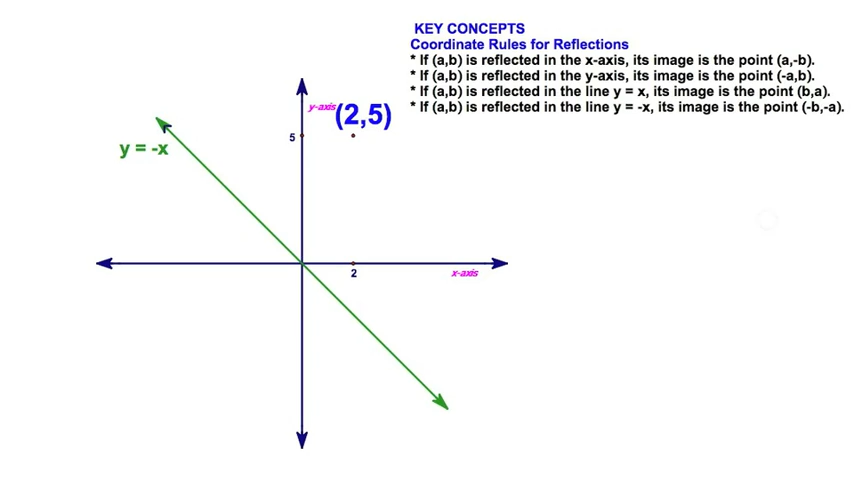 KEY CONCEPTS
Coordinate Rules for Reflections
* If (a,b) is reflected in the x-axis, its image is the point (a,-b).
* If (a,b) is reflected in the y-axis, its image is the point (-a,b).
* If (a,b) is reflected in the line y = x, its image is the point (b,a).
* If (a,b) is reflected in the line y = -x, its image is the point (-b,-a).
y-axis
(2,5)
5
y = -x
2
x-axis